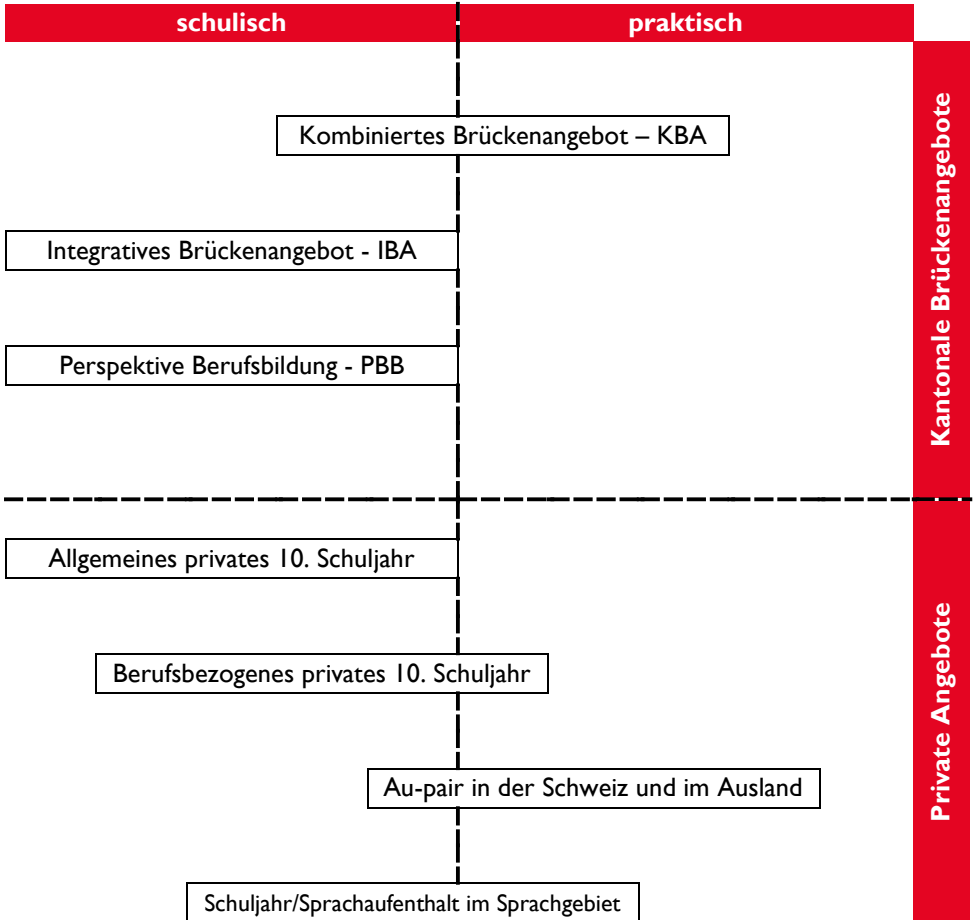 schulisch
praktisch
Kombiniertes Brückenangebot – KBA
Integratives Brückenangebot - IBA
Perspektive Berufsbildung - PBB
Kantonale Brückenangebote
Allgemeines privates 10. Schuljahr
Berufsbezogenes privates 10. Schuljahr
Au-pair in der Schweiz und im Ausland
Schuljahr/Sprachaufenthalt im Sprachgebiet
Private Angebote